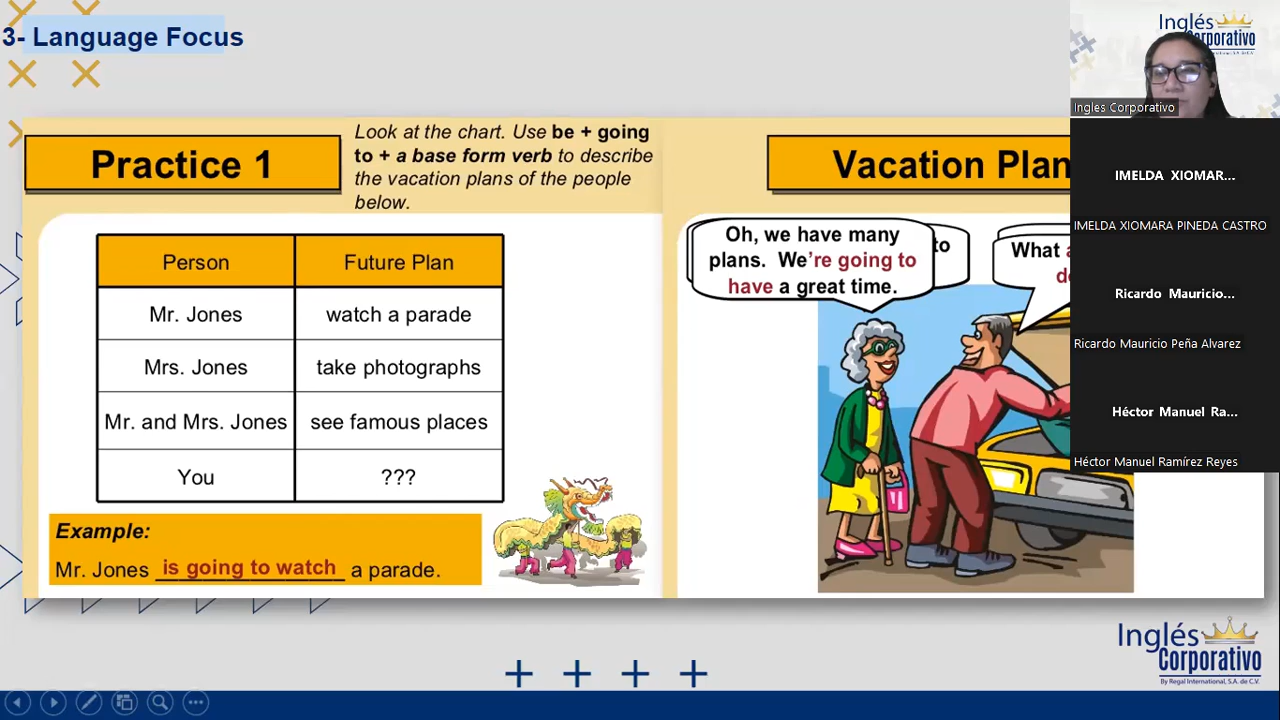 3- Language Focus
Practice 1
Look at the chart. Use be + going
to + a base form verb to describe
the vacation plans of the people
below.
Person Future Plan
Mr. Jones watch a parade
Mrs. Jones take photographs
Mr. and Mrs. Jones see famous places
You ???
Example:
Mr. Jones is going to watch a parade.
Vacation Plan
Oh, we have many
plans. We're going to
have a great time.
to
What
d
Inglés
Corporativo
Ingles Corporativo
IMELDA XIOMAR...
IMELDA XIOMARA PINEDA CASTRO
Ricardo Mauricio...
Ricardo Mauricio Peña Alvarez
Héctor Manuel Ra...
Héctor Manuel Ramírez Reyes
Inglés
Corporativo
By Regal International, S.A. de C.V.